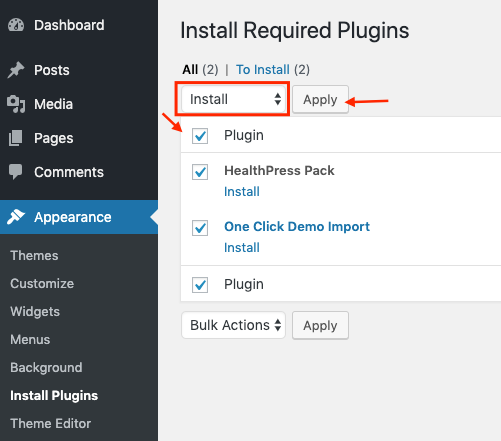 Dashboard
Posts
Media
Pages
Comments
Appearance
Themes
Customize
Widgets
Menus
Background
Install Plugins
Theme Editor
Install Required Plugins
All (2) | To Install (2)
Install Apply
Plugin
HealthPress Pack
Install
One Click Demo Import
Install
Plugin
Bulk Actions Apply